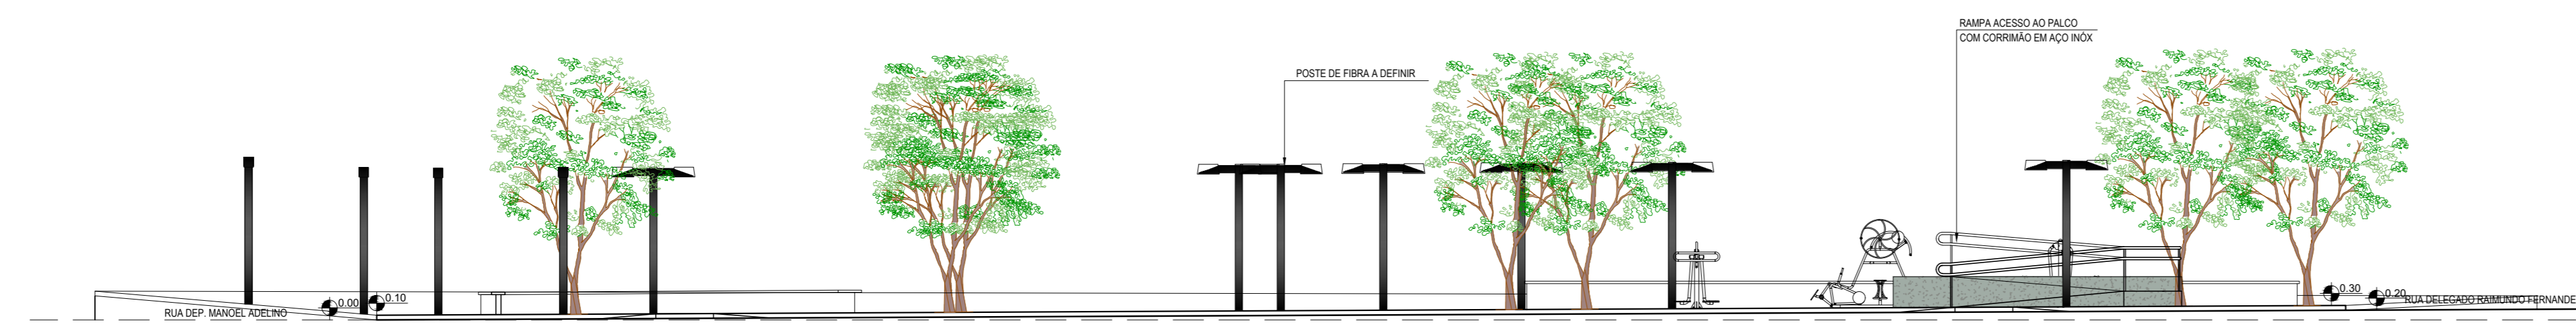 RAMPA ACESSO AO PALCO
COM CORRIMÃO EM AÇO INÓX
POSTE DE FIBRA A DEFINIR
0.00
0.10
RUA DEP. MANOEL ADELINO
0.30
0.20
RUA DELEGADO RAIMUNDO FERNANDE